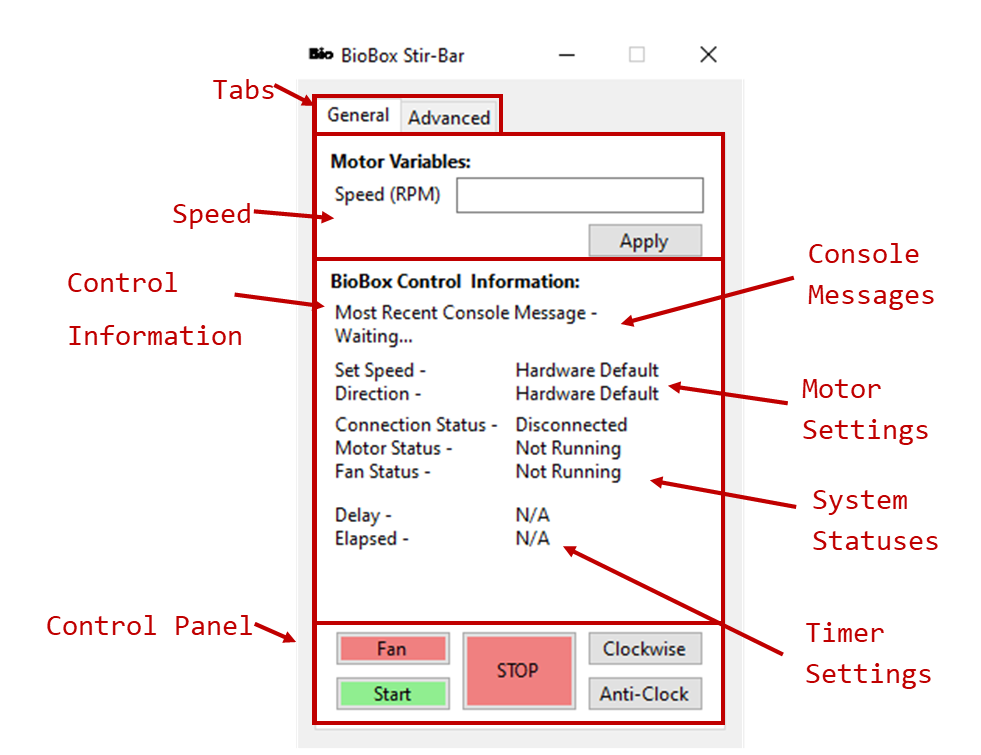 Bio BioBox Stir-Bar
Tabs
General Advanced
Motor Variables:
Speed (RPM)
Speed
Apply
Control
Information
BioBox Control Information:
Most Recent Console Message -
Waiting...
Console
Messages
Set Speed - Hardware Default
Direction - Hardware Default
Motor
Settings
Connection Status - Disconnected
Motor Status - Not Running
Fan Status - Not Running
System
Statuses
Delay - N/A
Elapsed - N/A
Timer
Settings
Control Panel
Fan
Start
STOP
Clockwise
Anti-Clock